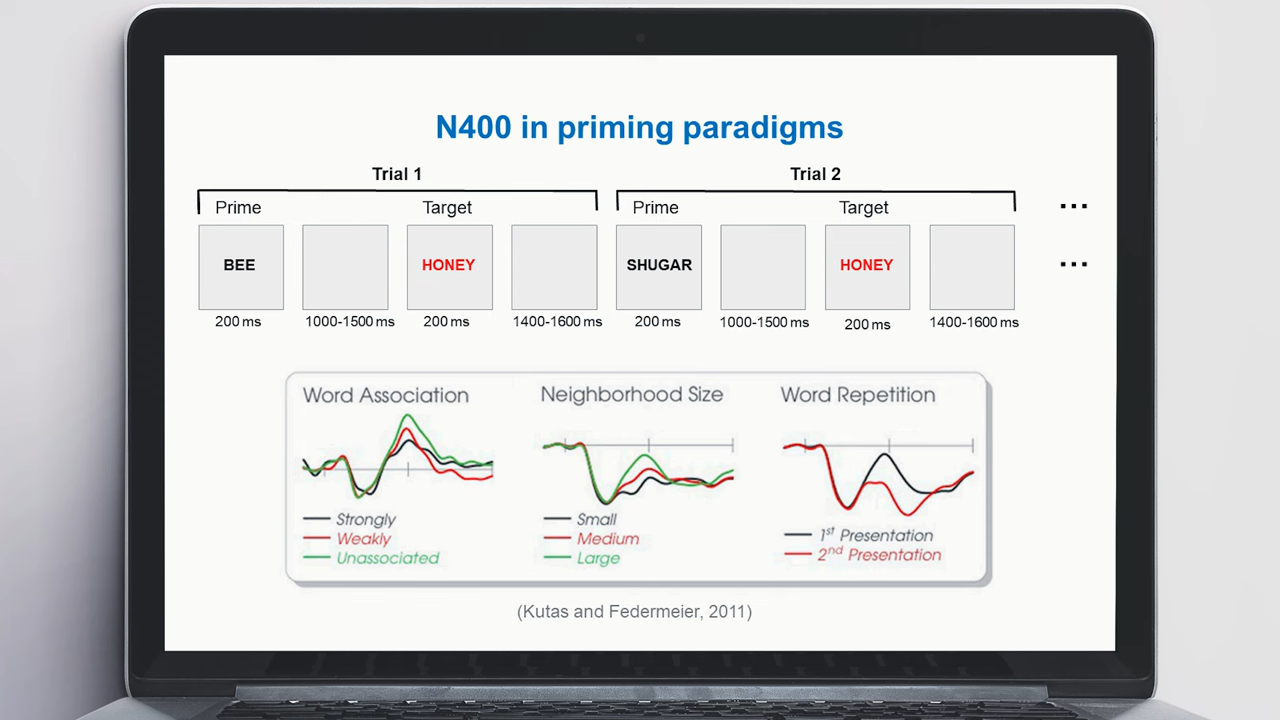 N400 in priming paradigms
Trial 1
Trial 2
Prime
Target
Prime
Target
...
BEE
HONEY
SHUGAR
HONEY
...
200 ms
1000-1500 ms
200 ms
1400-1600 ms
200 ms
1000-1500 ms
200 ms
1400-1600 ms
Word Association
Neighborhood Size
Word Repetition
Strongly
Weakly
Unassociated
Small
Medium
Large
1st Presentation
2nd Presentation
(Kutas and Federmeier, 2011)